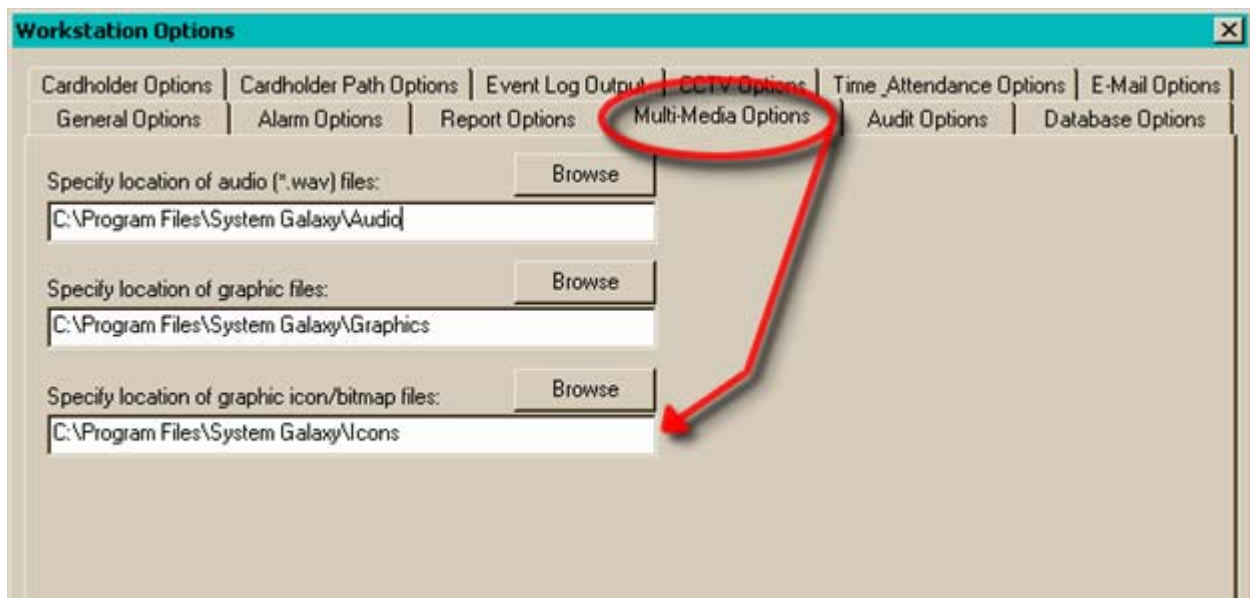 Workstation Options
Cardholder Options Cardholder Path Options Event Log Output CCTV Options Time_Attendance Options E-Mail Options
General Options Alarm Options Report Options Multi-Media Options Audit Options Database Options
Specify location of audio (*.wav) files: Browse
C:\Program Files\System Galaxy\Audio
Specify location of graphic files: Browse
C:\Program Files\System Galaxy\Graphics
Specify location of graphic icon/bitmap files: Browse
C:\Program Files\System Galaxy\Icons